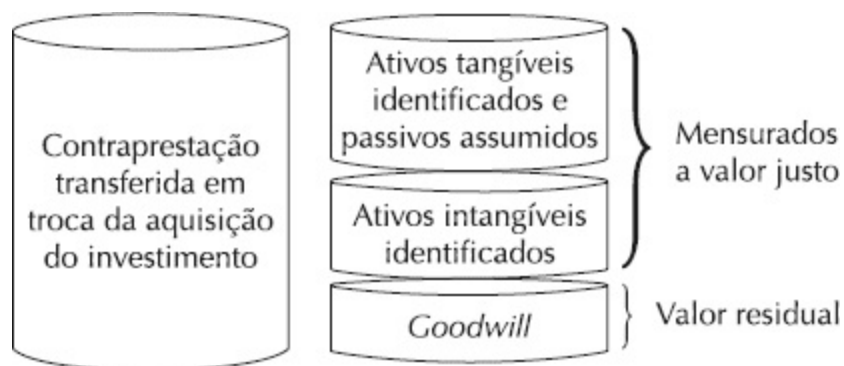 Contraprestação
transferida em
troca da aquisição
do investimento
Ativos tangíveis
identificados e
passivos assumidos
Ativos intangíveis
identificados
Goodwill
Mensurados
a valor justo
Valor residual